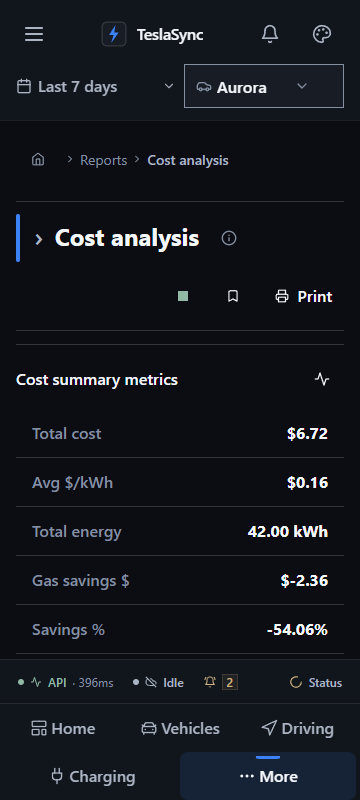 TeslaSync
Last 7 days
Aurora
Reports
Cost analysis
Cost analysis
Print
Cost summary metrics
Total cost $6.72
Avg $/kWh $0.16
Total energy 42.00 kWh
Gas savings $ $-2.36
Savings % -54.06%
API · 396ms Idle 2 Status
Home Vehicles Driving
Charging More